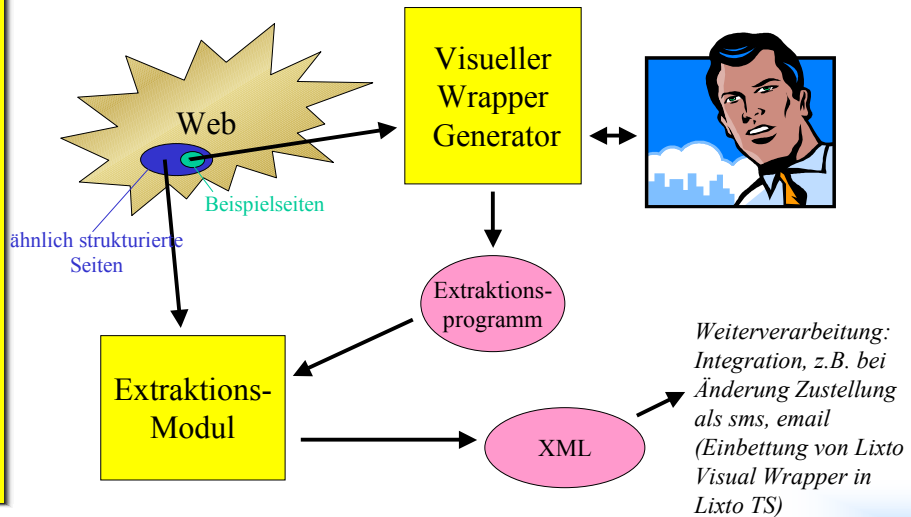 Visueller
Wrapper
Generator
Web
Beispielseiten
ähnlich strukturierte
Seiten
Extraktions-
programm
Extraktions-
Modul
XML
Weiterverarbeitung:
Integration, z.B. bei
Änderung Zustellung
als sms, email
(Einbettung von Lixto
Visual Wrapper in
Lixto TS)